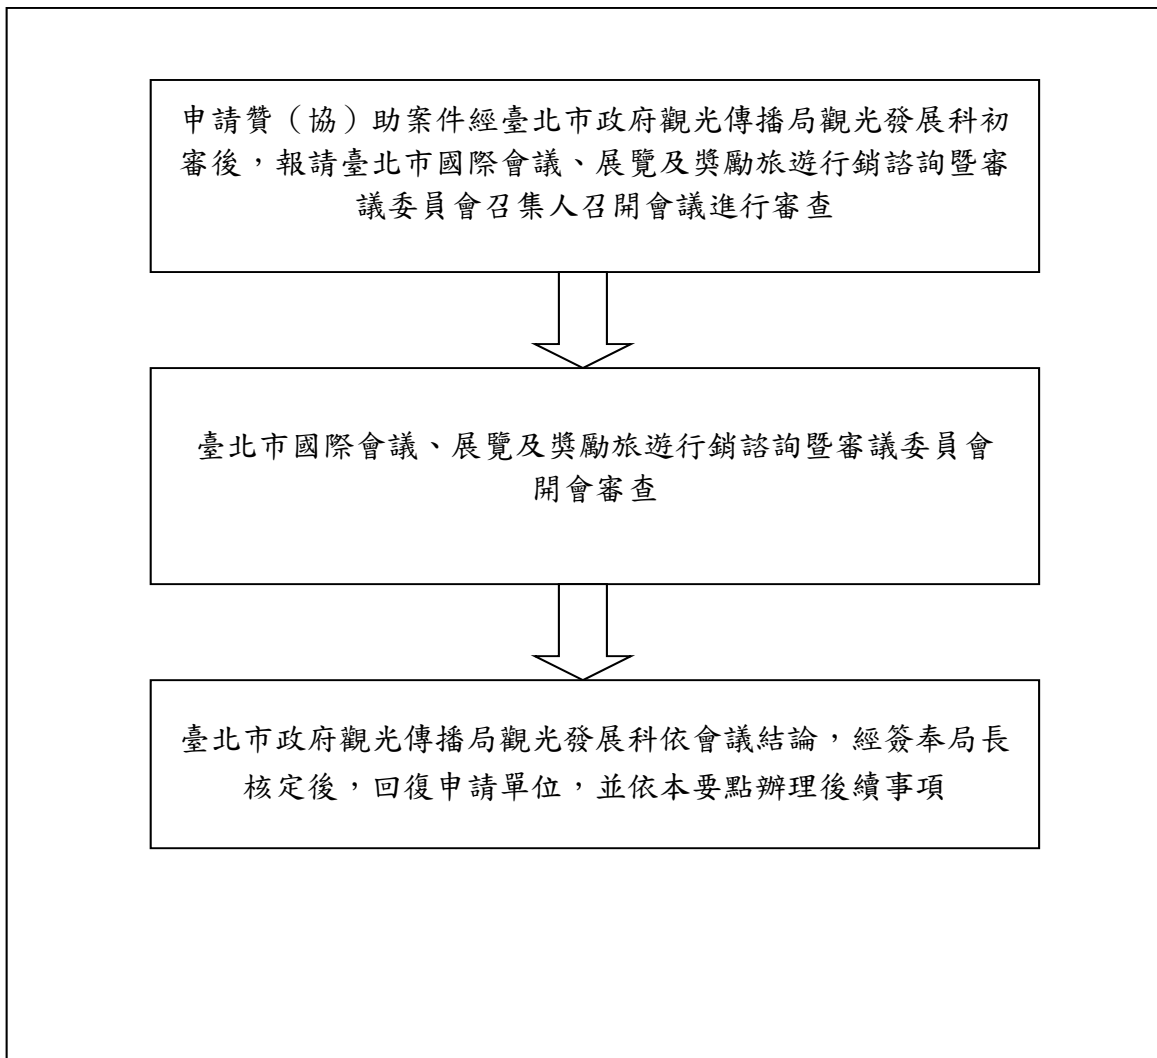 申請贊（協）助案件經臺北市政府觀光傳播局觀光發展科初
審後，報請臺北市國際會議、展覽及獎勵旅遊行銷諮詢暨審
議委員會召集人召開會議進行審查
臺北市國際會議、展覽及獎勵旅遊行銷諮詢暨審議委員會
開會審查
臺北市政府觀光傳播局觀光發展科依會議結論，經簽奉局長
核定後，回復申請單位，並依本要點辦理後續事項